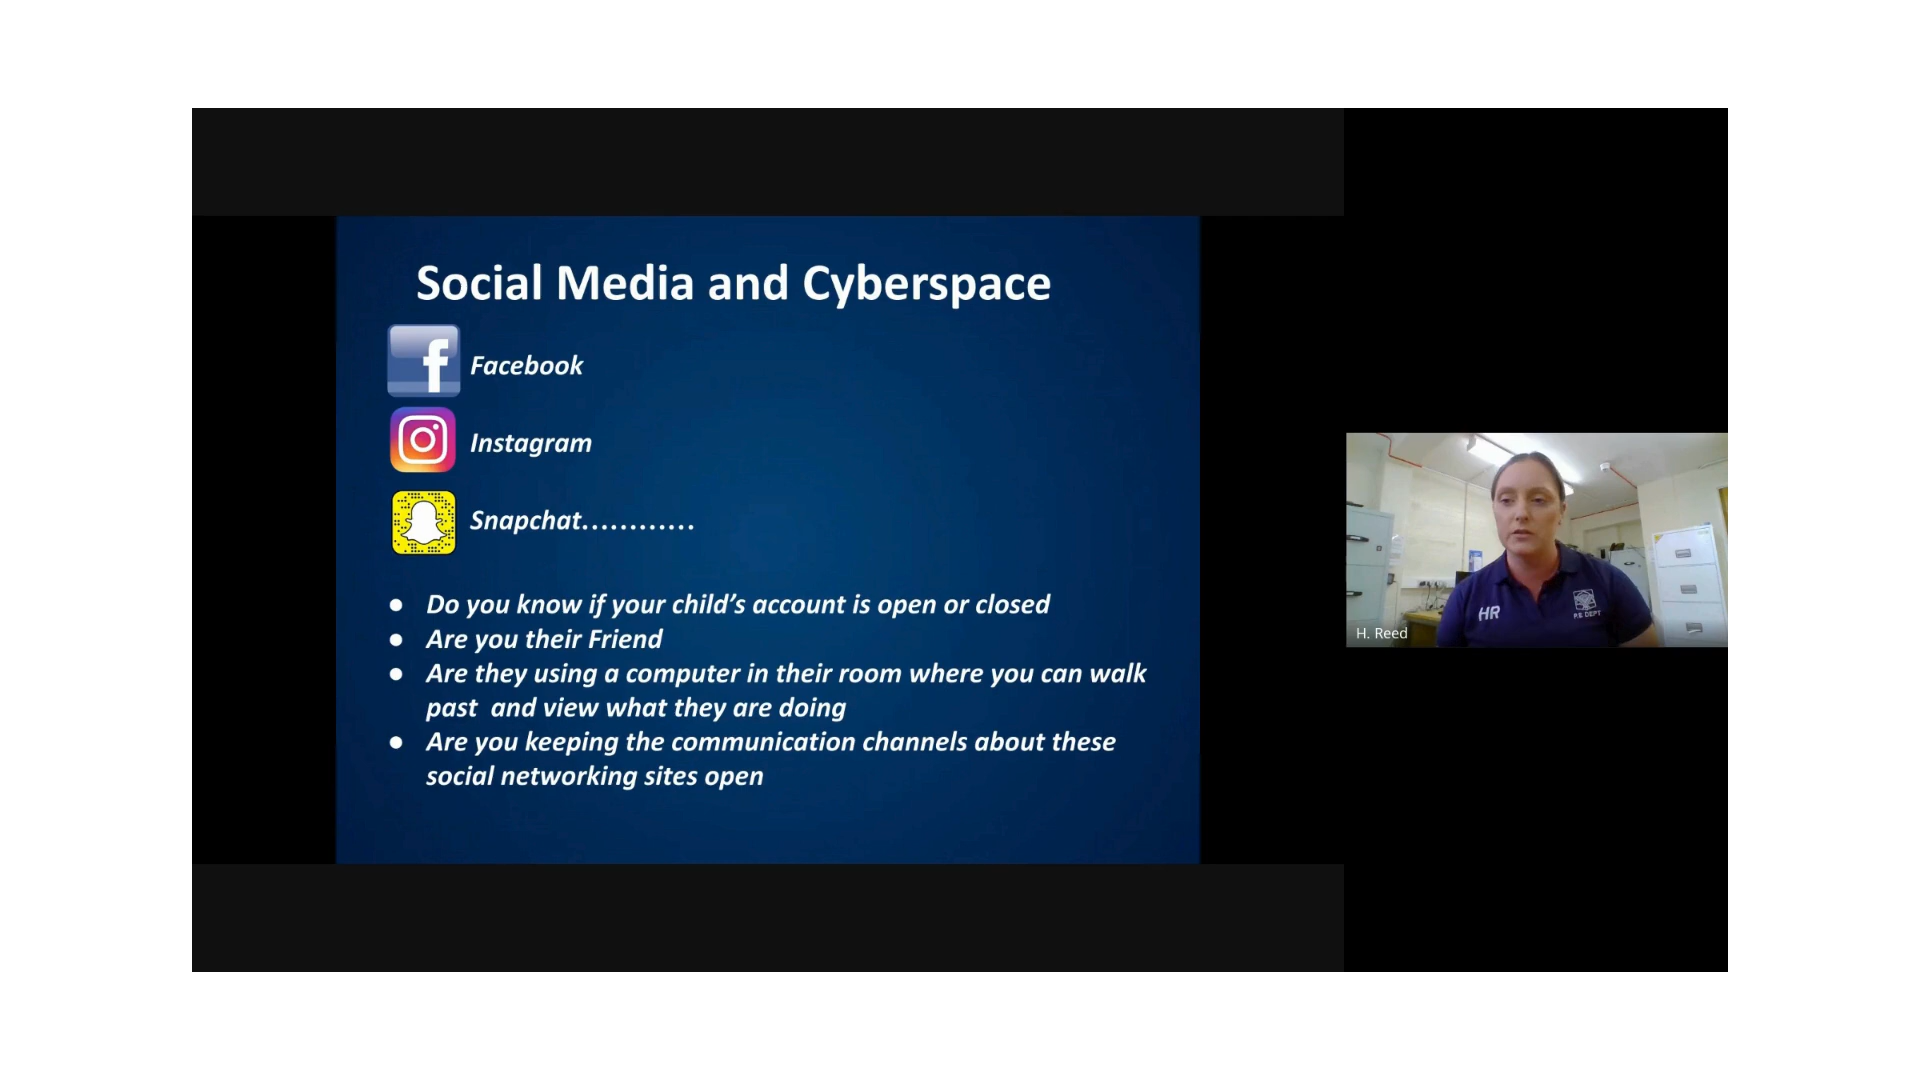 Social Media and Cyberspace
Facebook
Instagram
Snapchat............
● Do you know if your child’s account is open or closed
● Are you their Friend
● Are they using a computer in their room where you can walk
past  and view what they are doing
● Are you keeping the communication channels about these
social networking sites open
HR
P.E. DEPT
H. Reed